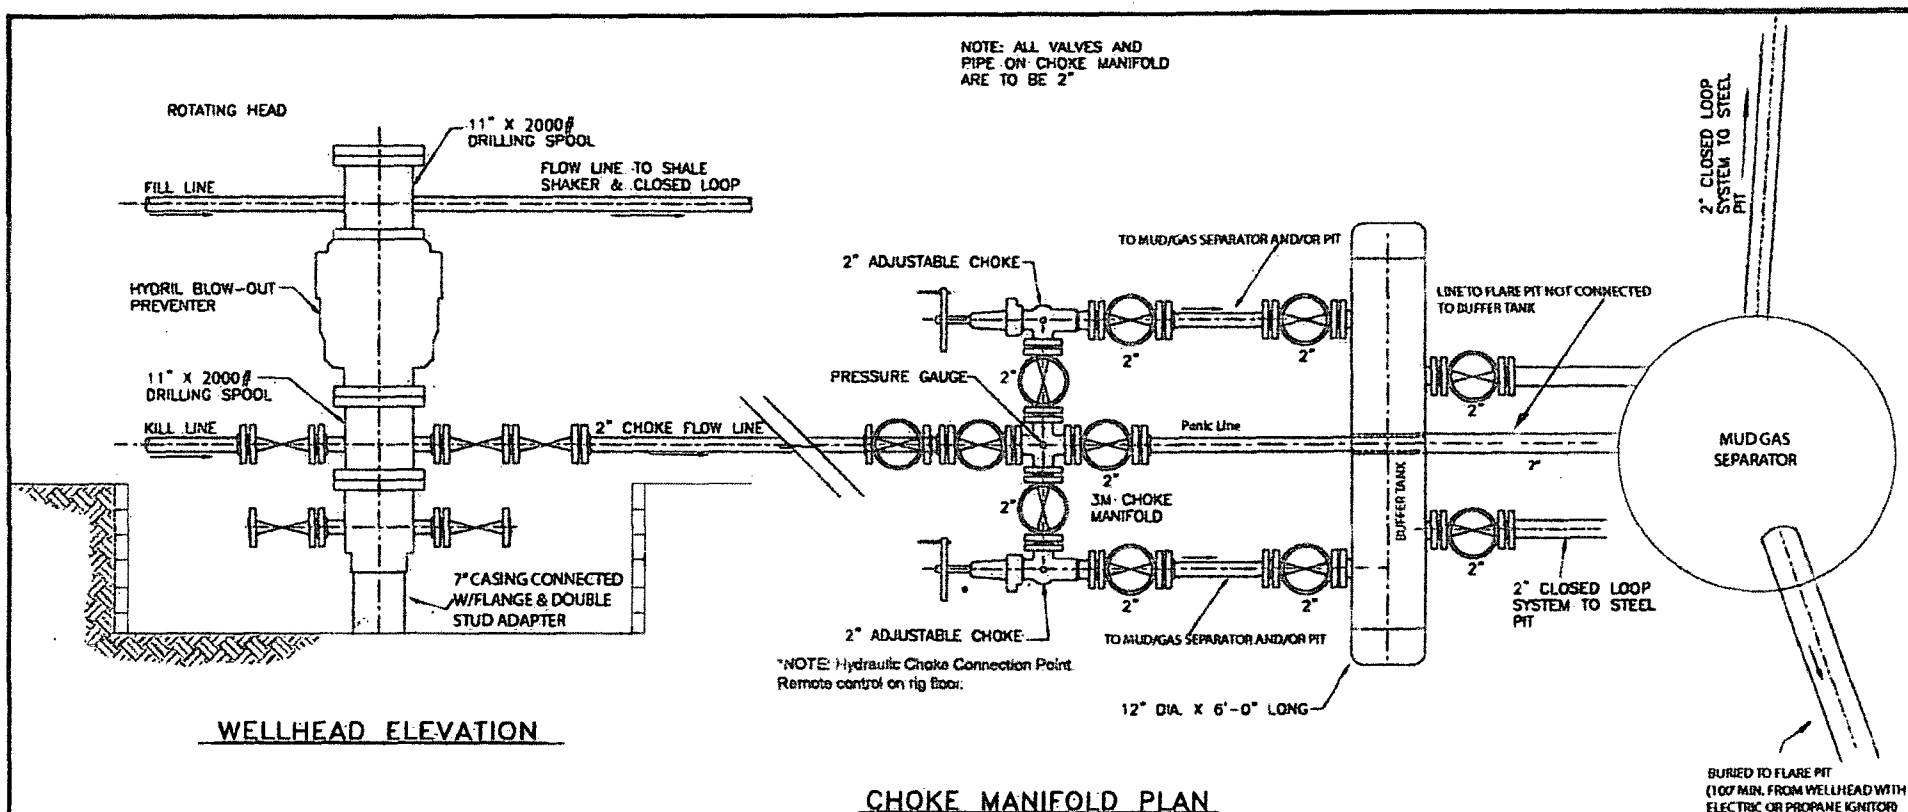 NOTE: ALL VALVES AND
PIPE ON CHOKE MANIFOLD
ARE TO BE 2"
ROTATING HEAD
11" X 2000#
DRILLING SPOOL
FILL LINE
FLOW LINE TO SHALE
SHAKER & CLOSED LOOP
HYDRIL BLOW-OUT
PREVENTER
11" X 2000#
DRILLING SPOOL
KILL LINE
2" CHOKE FLOW LINE
7" CASING CONNECTED
W/FLANGE & DOUBLE
STUD ADAPTER
WELLHEAD ELEVATION
2" ADJUSTABLE CHOKE
TO MUD/GAS SEPARATOR AND/OR PIT
2"
2"
2"
PRESSURE GAUGE
Panic Line
2"
2"
3M CHOKE
MANIFOLD
2"
2"
2" ADJUSTABLE CHOKE
TO MUD/GAS SEPARATOR AND/OR PIT
*NOTE: Hydraulic Choke Connection Point.
Remote control on rig floor.
12" DIA. X 6'-0" LONG
BUFFER TANK
LINE TO FLARE PIT NOT CONNECTED
TO BUFFER TANK
2"
2"
2"
2" CLOSED LOOP
SYSTEM TO STEEL
PIT
2" CLOSED LOOP
SYSTEM TO STEEL
PIT
MUD GAS
SEPARATOR
BURIED TO FLARE PIT
(100' MIN. FROM WELLHEAD WITH
ELECTRIC OR PROPANE IGNITOR)
CHOKE MANIFOLD PLAN